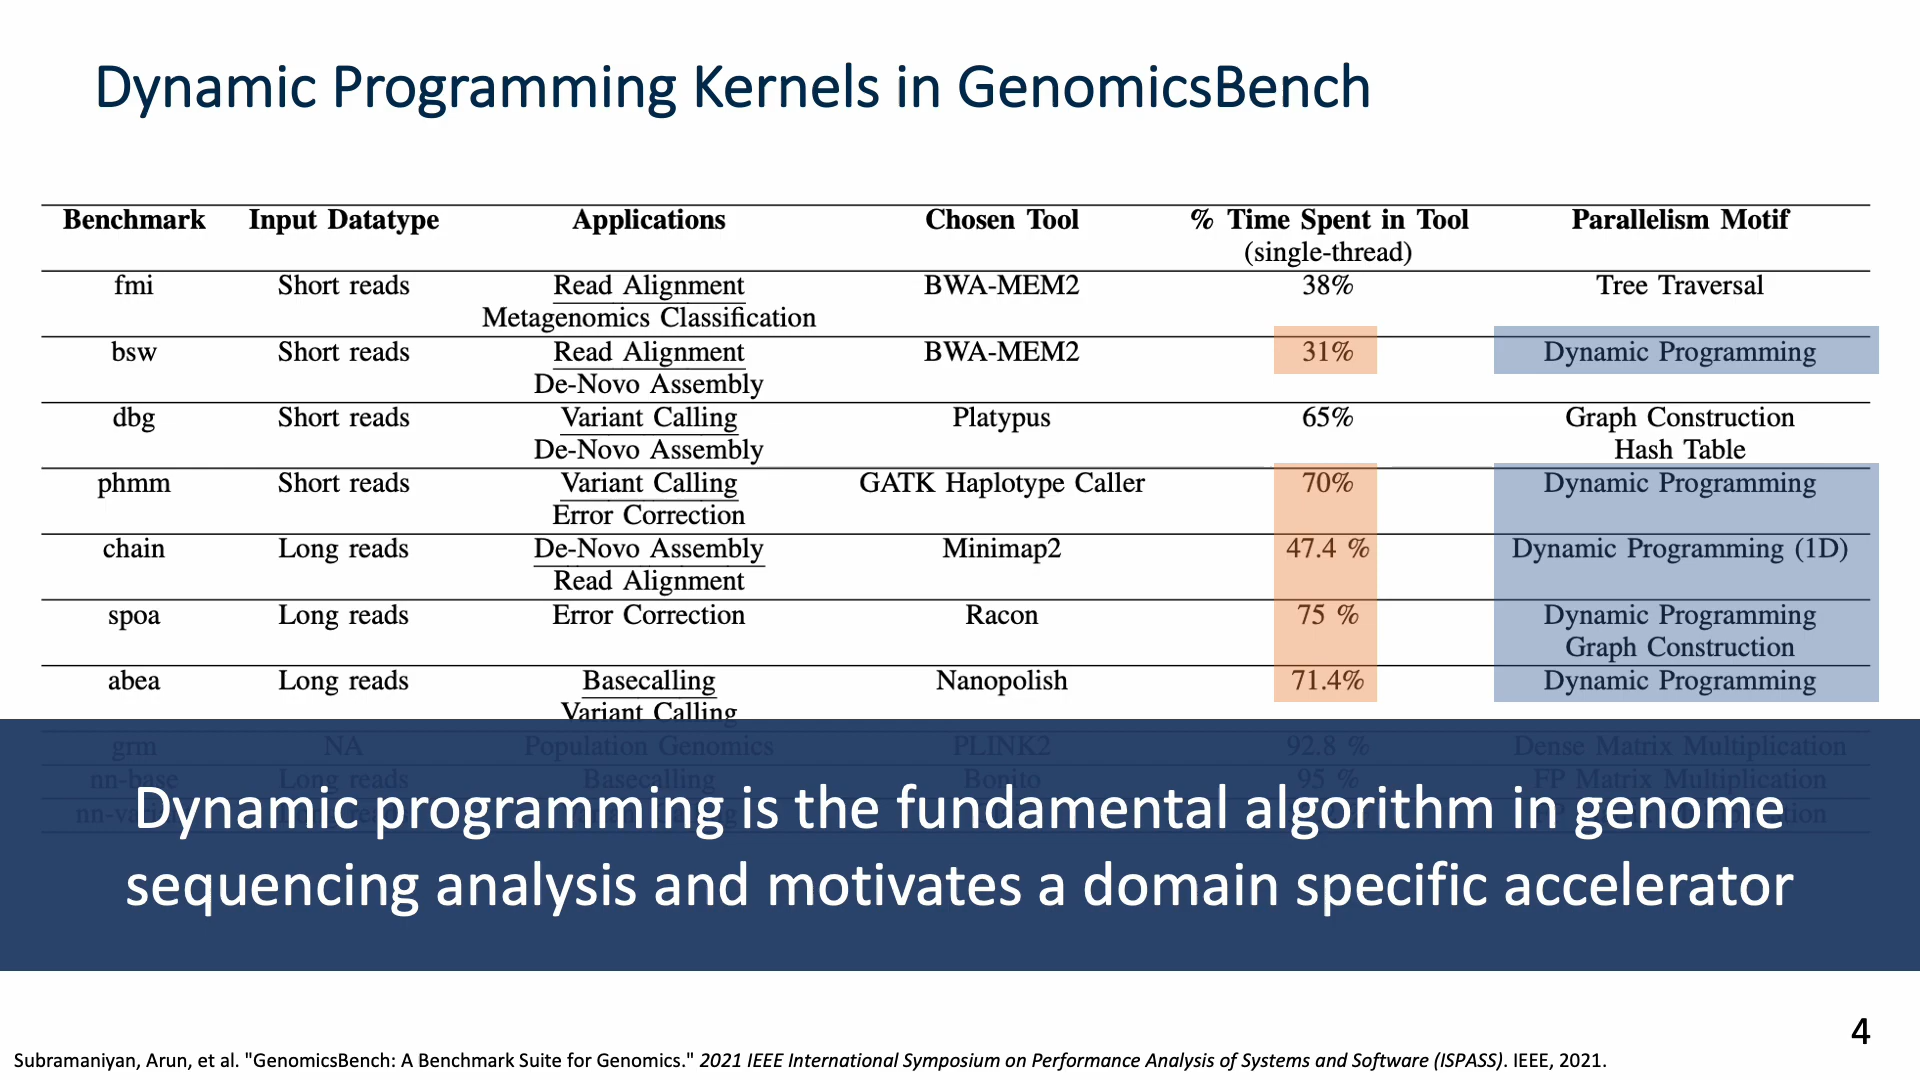 Dynamic Programming Kernels in GenomicsBench
Benchmark Input Datatype Applications Chosen Tool % Time Spent in Tool Parallelism Motif
(single-thread)
fmi Short reads Read Alignment BWA-MEM2 38% Tree Traversal
Metagenomics Classification
bsw Short reads Read Alignment BWA-MEM2 31% Dynamic Programming
De-Novo Assembly
dbg Short reads Variant Calling Platypus 65% Graph Construction
De-Novo Assembly Hash Table
phmm Short reads Variant Calling GATK Haplotype Caller 70% Dynamic Programming
Error Correction
chain Long reads De-Novo Assembly Minimap2 47.4 % Dynamic Programming (1D)
Read Alignment
spoa Long reads Error Correction Racon 75 % Dynamic Programming
Graph Construction
abea Long reads Basecalling Nanopolish 71.4% Dynamic Programming
Variant Calling
grm NA Population Genomics PLINK2 92.8 % Dense Matrix Multiplication
nn-base Long reads Basecalling Bonito 95 % FP Matrix Multiplication
Dynamic programming is the fundamental algorithm in genome
sequencing analysis and motivates a domain specific accelerator
4
Subramaniyan, Arun, et al. "GenomicsBench: A Benchmark Suite for Genomics." 2021 IEEE International Symposium on Performance Analysis of Systems and Software (ISPASS). IEEE, 2021.